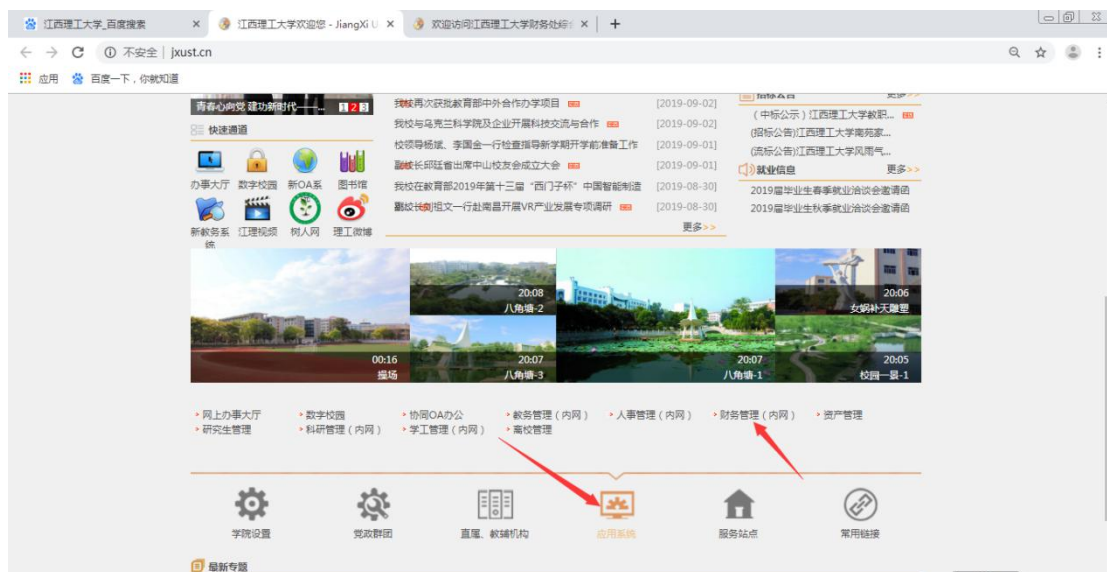 江西理工大学_百度搜索
江西理工大学欢迎您 - JiangXi U
欢迎访问江西理工大学财务处综
不安全 | jxust.cn
应用 百度一下，你就知道
青春心向党 建功新时代——... 1 2 3
快速通道
办事大厅 数字校园 新OA系 图书馆
新教务系统 江理视频 树人网 理工微博
我校再次获批教育部中外合作办学项目 [2019-09-02]
我校与乌克兰科学院及企业开展科技交流与合作 [2019-09-02]
校领导杨斌、李国金一行检查指导新学期开学前准备工作 [2019-09-01]
副校长邱廷省出席中山校友会成立大会 [2019-09-01]
我校在教育部2019年第十三届“西门子杯”中国智能制造 [2019-08-30]
祖文一行赴南昌开展VR产业发展专项调研 [2019-08-30]
更多>>
招标公告 更多>>
(中标公示)江西理工大学教职...
(招标公告)江西理工大学南苑家...
(流标公告)江西理工大学风雨气...
就业信息 更多>>
2019届毕业生春季就业洽谈会邀请函
2019届毕业生秋季就业洽谈会邀请函
00:16
操场
20:08
八角塘-2
20:07
八角塘-3
20:07
八角塘-1
20:06
女娲补天雕塑
20:05
校园一景-1
网上办事大厅 数字校园 协同OA办公 教务管理(内网) 人事管理(内网) 财务管理(内网) 资产管理
研究生管理 科研管理(内网) 学工管理(内网) 离校管理
学院设置 党政群团 直属、教辅机构 应用系统 服务站点 常用链接
最新专题